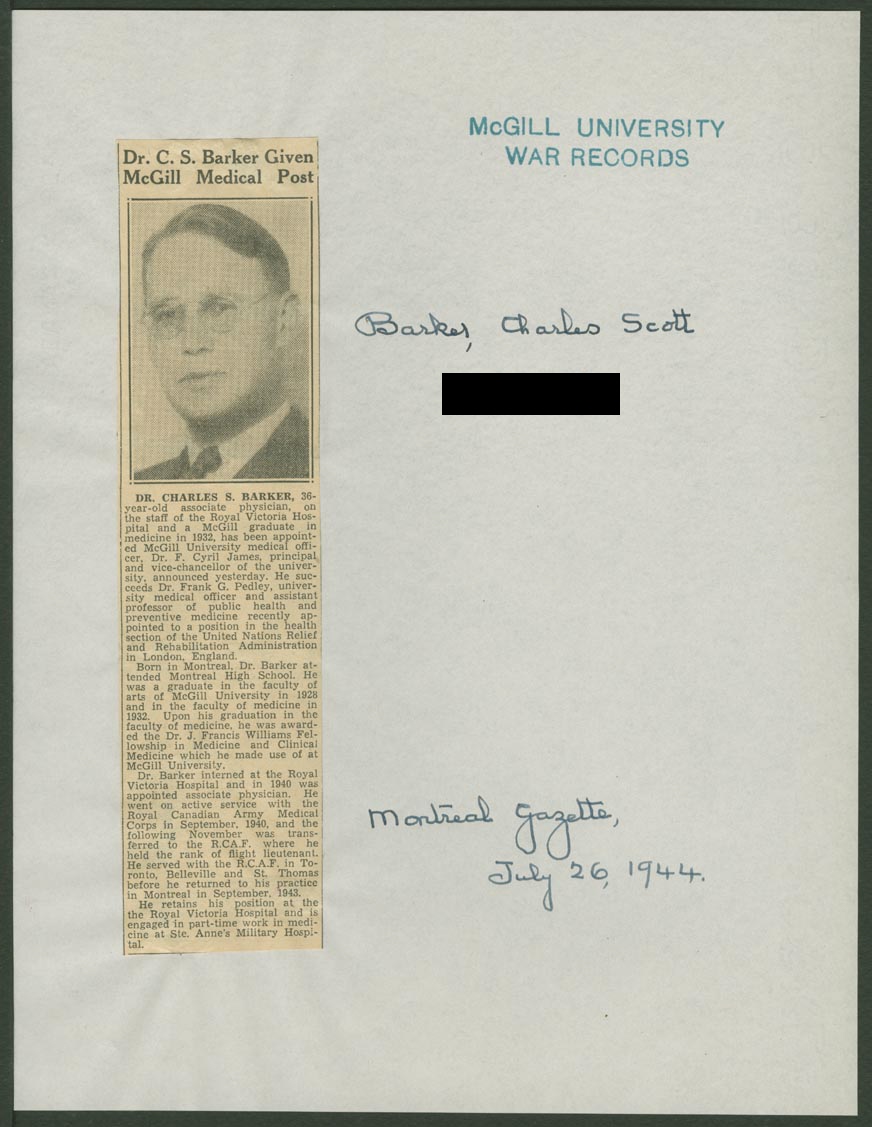 McGILL UNIVERSITY
WAR RECORDS
Dr. C. S. Barker Given
McGill Medical Post
Barker, Charles Scott
DR. CHARLES S. BARKER, 36-
year-old associate physician, on
the staff of the Royal Victoria Hos-
pital and a McGill graduate in
medicine in 1932, has been appoint-
ed McGill University medical offi-
cer, Dr. F. Cyril James, principal
and vice-chancellor of the univer-
sity, announced yesterday. He suc-
ceeds Dr. Frank G. Pedley, univer-
sity medical officer and assistant
professor of public health and
preventive medicine recently ap-
pointed to a position in the health
section of the United Nations Relief
and Rehabilitation Administration
in London, England.
Born in Montreal, Dr. Barker at-
tended Montreal High School. He
was a graduate in the faculty of
arts of McGill University in 1928
and in the faculty of medicine in
1932. Upon his graduation in the
faculty of medicine, he was award-
ed the Dr. J. Francis Williams Fel-
lowship in Medicine and Clinical
Medicine which he made use of at
McGill University.
Dr. Barker interned at the Royal
Victoria Hospital and in 1940 was
appointed associate physician. He
went on active service with the
Royal Canadian Army Medical
Corps in September, 1940, and the
following November was trans-
ferred to the R.C.A.F. where he
held the rank of flight lieutenant.
He served with the R.C.A.F. in To-
ronto, Belleville and St. Thomas
before he returned to his practice
in Montreal in September, 1943.
He retains his position at the
the Royal Victoria Hospital and is
engaged in part-time work in medi-
cine at Ste. Anne's Military Hospi-
tal.
Montreal Gazette,
July 26, 1944.